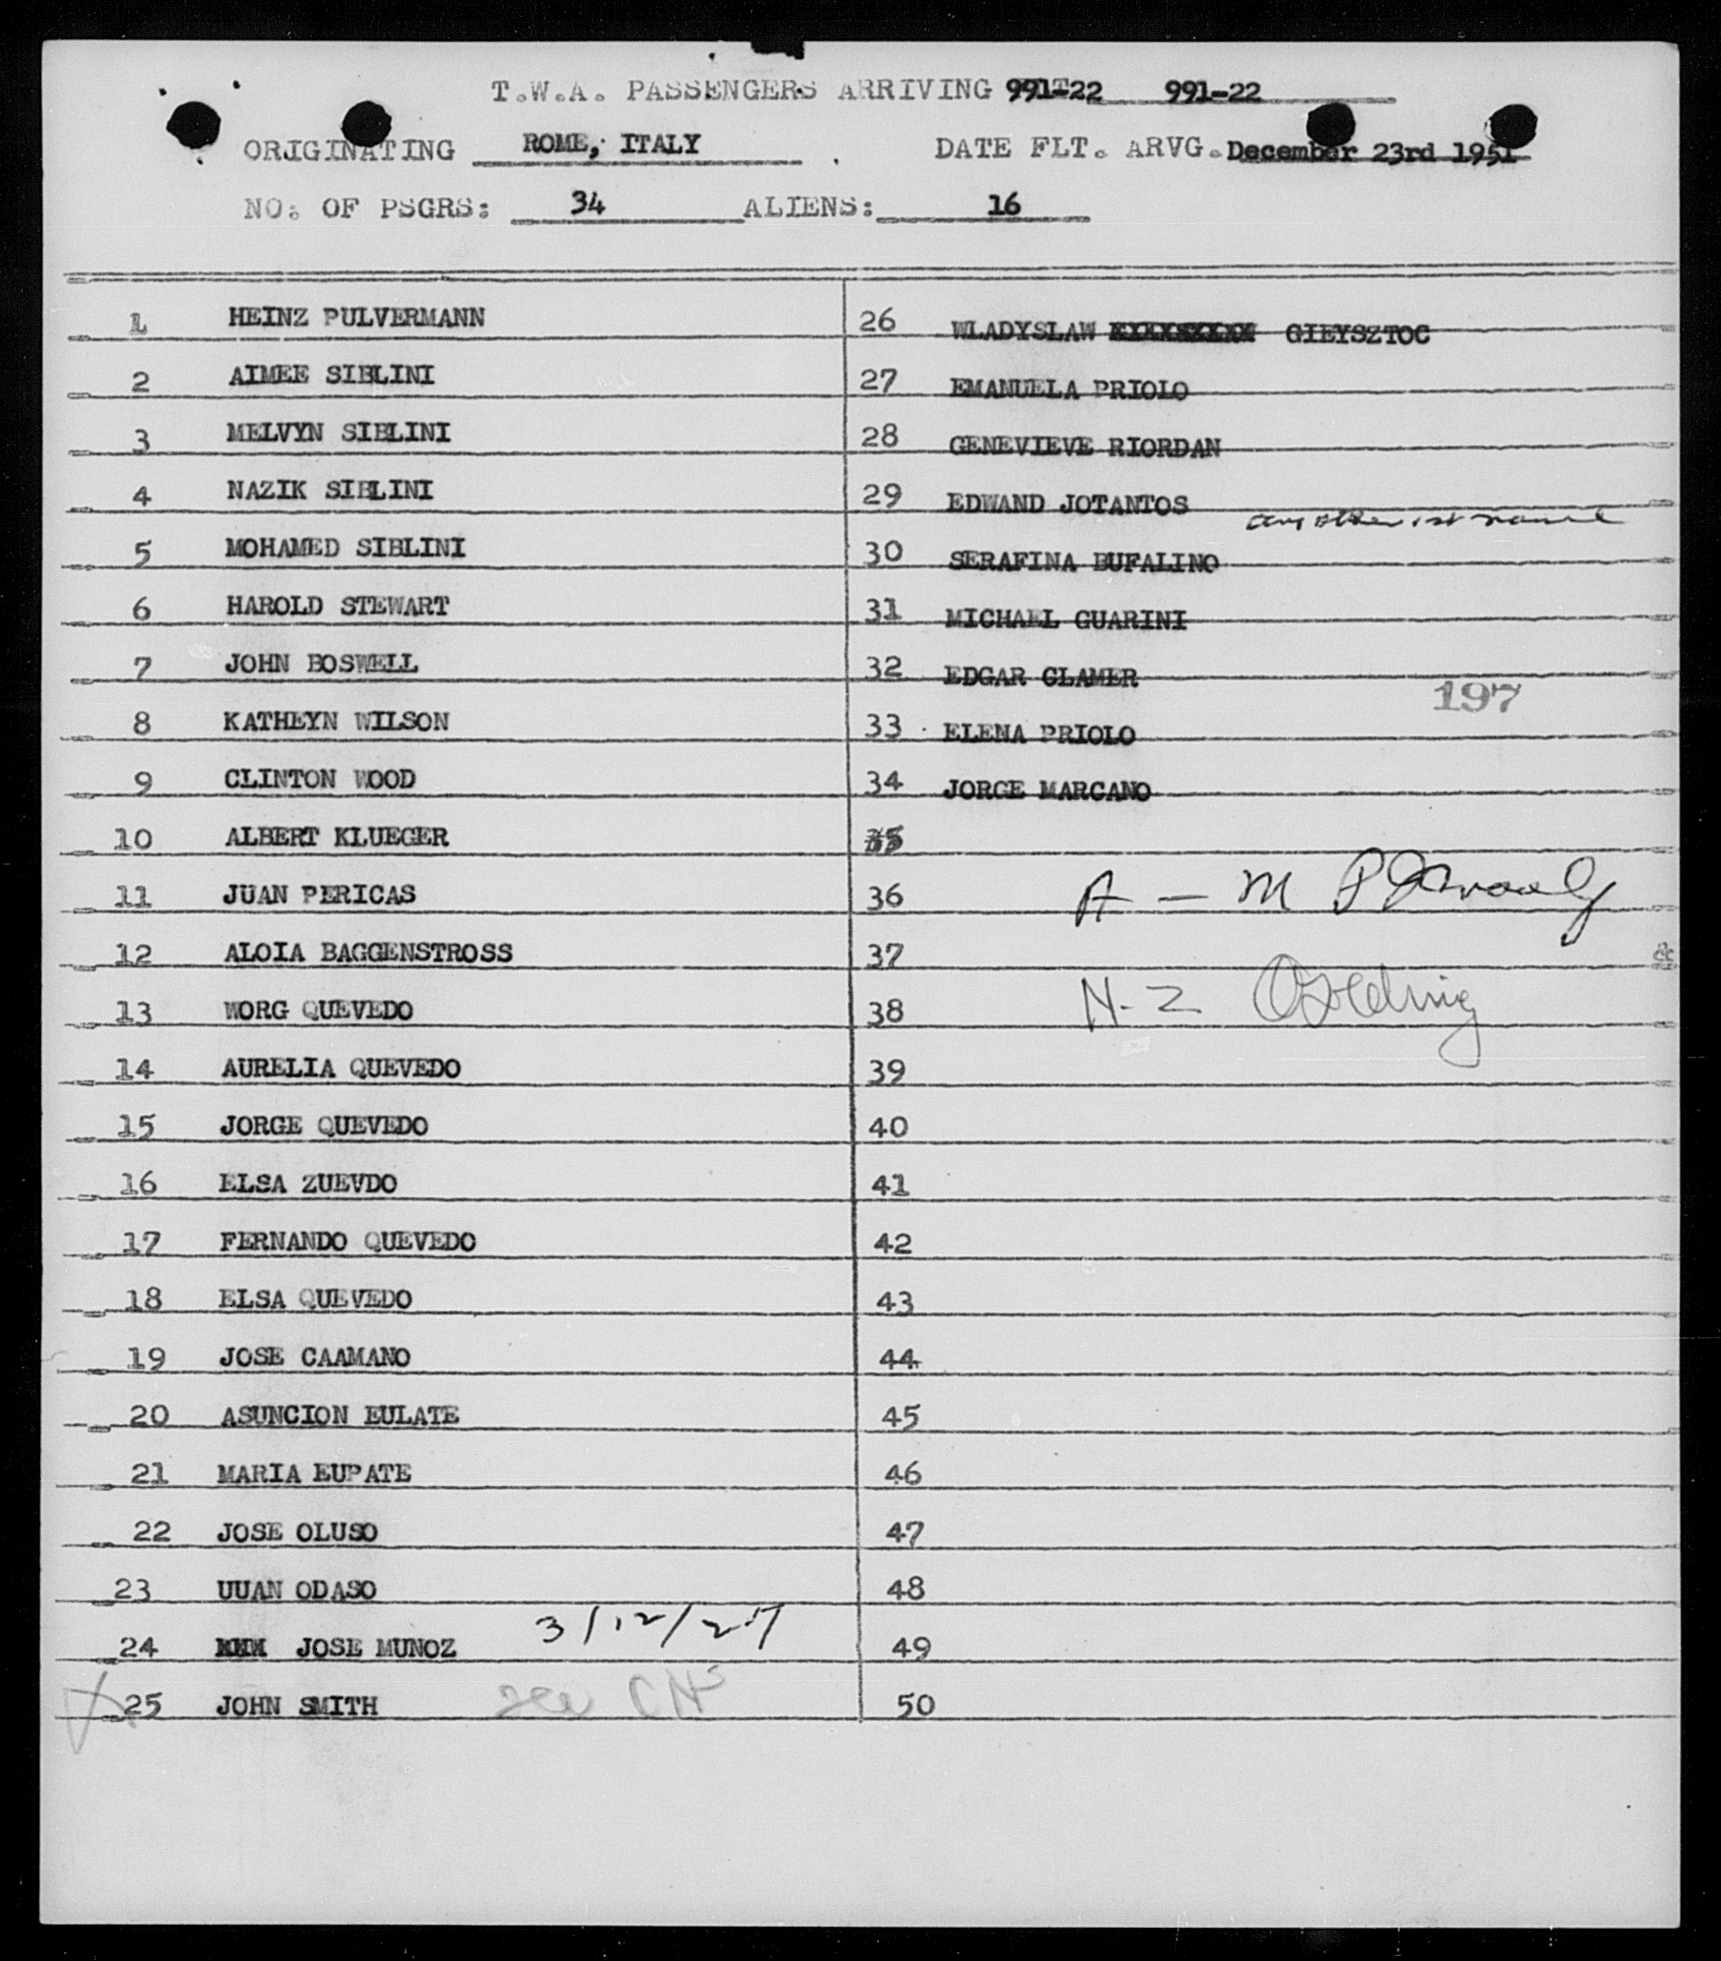 T.W.A. PASSENGERS ARRIVING 991-22 991-22
ORIGINATING ROME, ITALY DATE FLT. ARVG. December 23rd 1951
NO: OF PSGRS: 34 ALIENS: 16
1 HEINZ PULVERMANN
2 AIMEE SIBLINI
3 MELVYN SIBLINI
4 NAZIK SIBLINI
5 MOHAMED SIBLINI
6 HAROLD STEWART
7 JOHN BOSWELL
8 KATHEYN WILSON
9 CLINTON WOOD
10 ALBERT KLUEGER
11 JUAN PERICAS
12 ALOIA BAGGENSTROSS
13 WORG QUEVEDO
14 AURELIA QUEVEDO
15 JORGE QUEVEDO
16 ELSA ZUEVDO
17 FERNANDO QUEVEDO
18 ELSA QUEVEDO
19 JOSE CAAMANO
20 ASUNCION EULATE
21 MARIA EUPATE
22 JOSE OLUSO
23 UUAN ODASO
24 JOSE MUNOZ 3/12/27
25 JOHN SMITH see
26 WLADYSLAW GIEYSZTOC
27 EMANUELA PRIOLO
28 GENEVIEVE RIORDAN
29 EDWAND JOTANTOS
any other 1st name
30 SERAFINA BUFALINO
31 MICHAEL GUARINI
32 EDGAR CLAMER
197
33 ELENA PRIOLO
34 JORGE MARCANO
35
36 A - M
37
38 N-Z
39
40
41
42
43
44
45
46
47
48
49
50